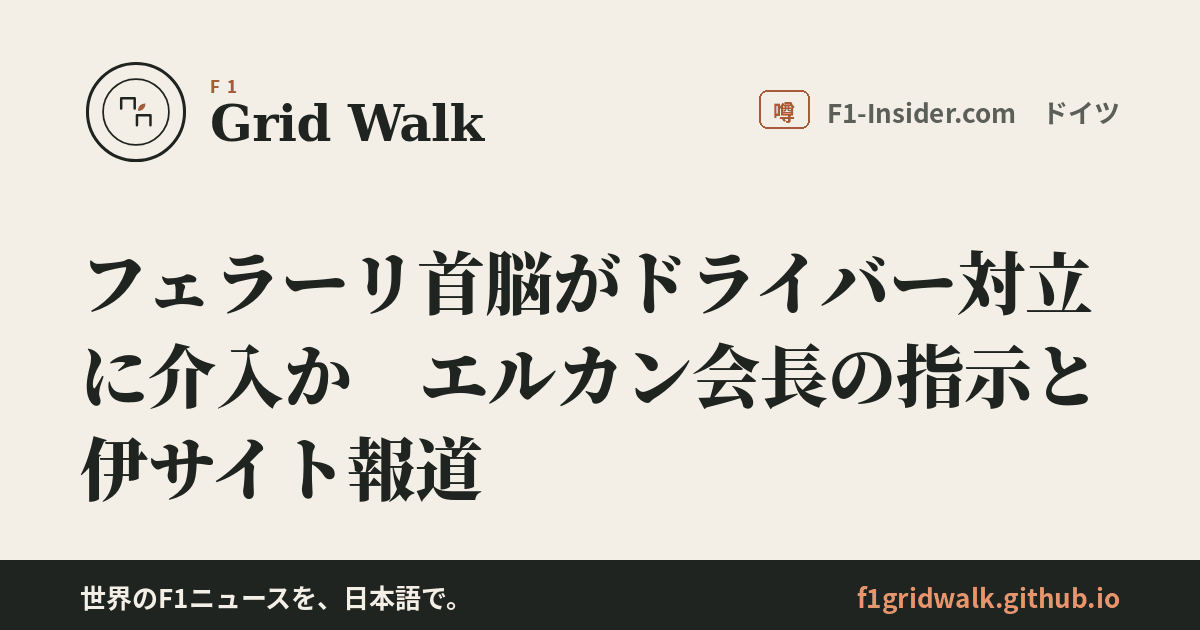 F1
Grid Walk
噂 F1-Insider.com ドイツ
フェラーリ首脳がドライバー対立
に介入か　エルカン会長の指示と
伊サイト報道
世界のF1ニュースを、日本語で。
f1gridwalk.github.io